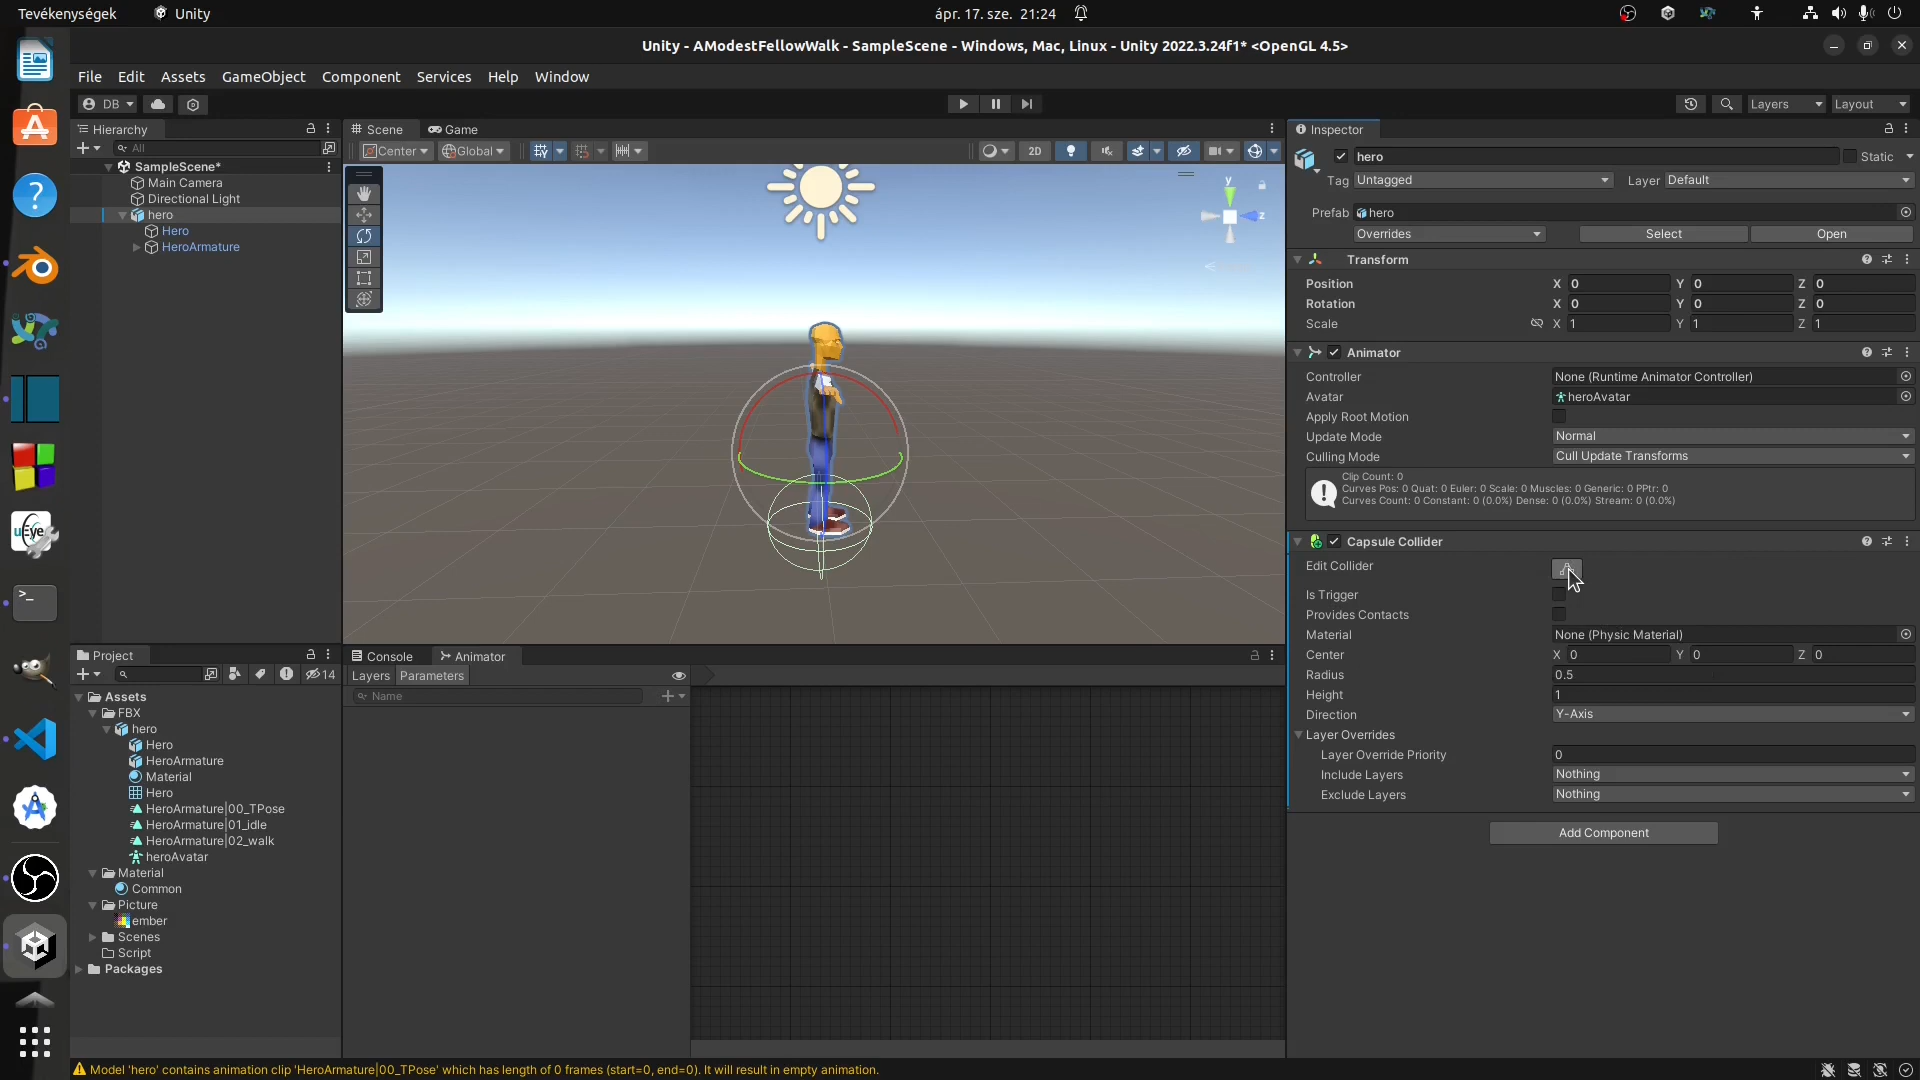 Tevékenységek Unity ápr. 17. sze. 21:24
Unity - AModestFellowWalk - SampleScene - Windows, Mac, Linux - Unity 2022.3.24f1* <OpenGL 4.5>
File Edit Assets GameObject Component Services Help Window
DB Layers Layout
Hierarchy
All
SampleScene*
Main Camera
Directional Light
hero
Hero
HeroArmature
Scene Game
Center Global 2D
y
z
Inspector
hero Static
Tag Untagged Layer Default
Prefab hero
Overrides Select Open
Transform
Position X 0 Y 0 Z 0
Rotation X 0 Y 0 Z 0
Scale X 1 Y 1 Z 1
Animator
Controller None (Runtime Animator Controller)
Avatar heroAvatar
Apply Root Motion
Update Mode Normal
Culling Mode Cull Update Transforms
Clip Count: 0
Curves Pos: 0 Quat: 0 Euler: 0 Scale: 0 Muscles: 0 Generic: 0 PPtr: 0
Curves Count: 0 Constant: 0 (0.0%) Dense: 0 (0.0%) Stream: 0 (0.0%)
Capsule Collider
Edit Collider
Is Trigger
Provides Contacts
Material None (Physic Material)
Center X 0 Y 0 Z 0
Radius 0.5
Height 1
Direction Y-Axis
Layer Overrides
Layer Override Priority 0
Include Layers Nothing
Exclude Layers Nothing
Add Component
Project
14
Assets
FBX
hero
Hero
HeroArmature
Material
Hero
HeroArmature|00_TPose
HeroArmature|01_idle
HeroArmature|02_walk
heroAvatar
Material
Common
Picture
ember
Scenes
Script
Packages
Console Animator
Layers Parameters
Name
uEye
Model 'hero' contains animation clip 'HeroArmature|00_TPose' which has length of 0 frames (start=0, end=0). It will result in empty animation.